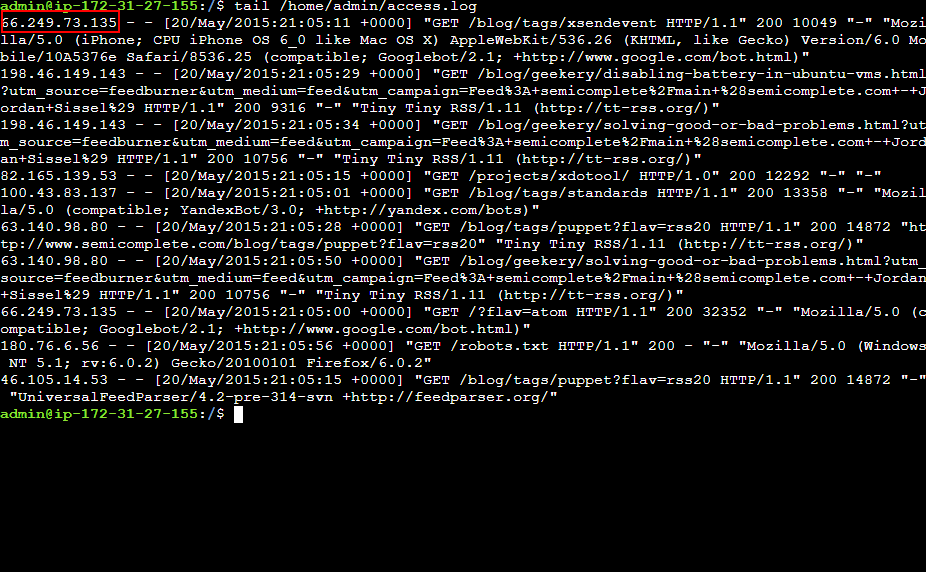 admin@ip-172-31-27-155:/$ tail /home/admin/access.log
66.249.73.135 - - [20/May/2015:21:05:11 +0000] "GET /blog/tags/xsendevent HTTP/1.1" 200 10049 "-" "Mozi
lla/5.0 (iPhone; CPU iPhone OS 6_0 like Mac OS X) AppleWebKit/536.26 (KHTML, like Gecko) Version/6.0 Mo
bile/10A5376e Safari/8536.25 (compatible; Googlebot/2.1; +http://www.google.com/bot.html)"
198.46.149.143 - - [20/May/2015:21:05:29 +0000] "GET /blog/geekery/disabling-battery-in-ubuntu-vms.html
?utm_source=feedburner&utm_medium=feed&utm_campaign=Feed%3A+semicomplete%2Fmain+%28semicomplete.com+-+J
ordan+Sissel%29 HTTP/1.1" 200 9316 "-" "Tiny Tiny RSS/1.11 (http://tt-rss.org/)"
198.46.149.143 - - [20/May/2015:21:05:34 +0000] "GET /blog/geekery/solving-good-or-bad-problems.html?ut
m_source=feedburner&utm_medium=feed&utm_campaign=Feed%3A+semicomplete%2Fmain+%28semicomplete.com+-+Jord
an+Sissel%29 HTTP/1.1" 200 10756 "-" "Tiny Tiny RSS/1.11 (http://tt-rss.org/)"
82.165.139.53 - - [20/May/2015:21:05:15 +0000] "GET /projects/xdotool/ HTTP/1.0" 200 12292 "-" "-"
100.43.83.137 - - [20/May/2015:21:05:01 +0000] "GET /blog/tags/standards HTTP/1.1" 200 13358 "-" "Mozil
la/5.0 (compatible; YandexBot/3.0; +http://yandex.com/bots)"
63.140.98.80 - - [20/May/2015:21:05:28 +0000] "GET /blog/tags/puppet?flav=rss20 HTTP/1.1" 200 14872 "ht
tp://www.semicomplete.com/blog/tags/puppet?flav=rss20" "Tiny Tiny RSS/1.11 (http://tt-rss.org/)"
63.140.98.80 - - [20/May/2015:21:05:50 +0000] "GET /blog/geekery/solving-good-or-bad-problems.html?utm_
source=feedburner&utm_medium=feed&utm_campaign=Feed%3A+semicomplete%2Fmain+%28semicomplete.com+-+Jordan
+Sissel%29 HTTP/1.1" 200 10756 "-" "Tiny Tiny RSS/1.11 (http://tt-rss.org/)"
66.249.73.135 - - [20/May/2015:21:05:00 +0000] "GET /?flav=atom HTTP/1.1" 200 32352 "-" "Mozilla/5.0 (c
ompatible; Googlebot/2.1; +http://www.google.com/bot.html)"
180.76.6.56 - - [20/May/2015:21:05:56 +0000] "GET /robots.txt HTTP/1.1" 200 - "-" "Mozilla/5.0 (Windows
 NT 5.1; rv:6.0.2) Gecko/20100101 Firefox/6.0.2"
46.105.14.53 - - [20/May/2015:21:05:15 +0000] "GET /blog/tags/puppet?flav=rss20 HTTP/1.1" 200 14872 "-"
 "UniversalFeedParser/4.2-pre-314-svn +http://feedparser.org/"
admin@ip-172-31-27-155:/$